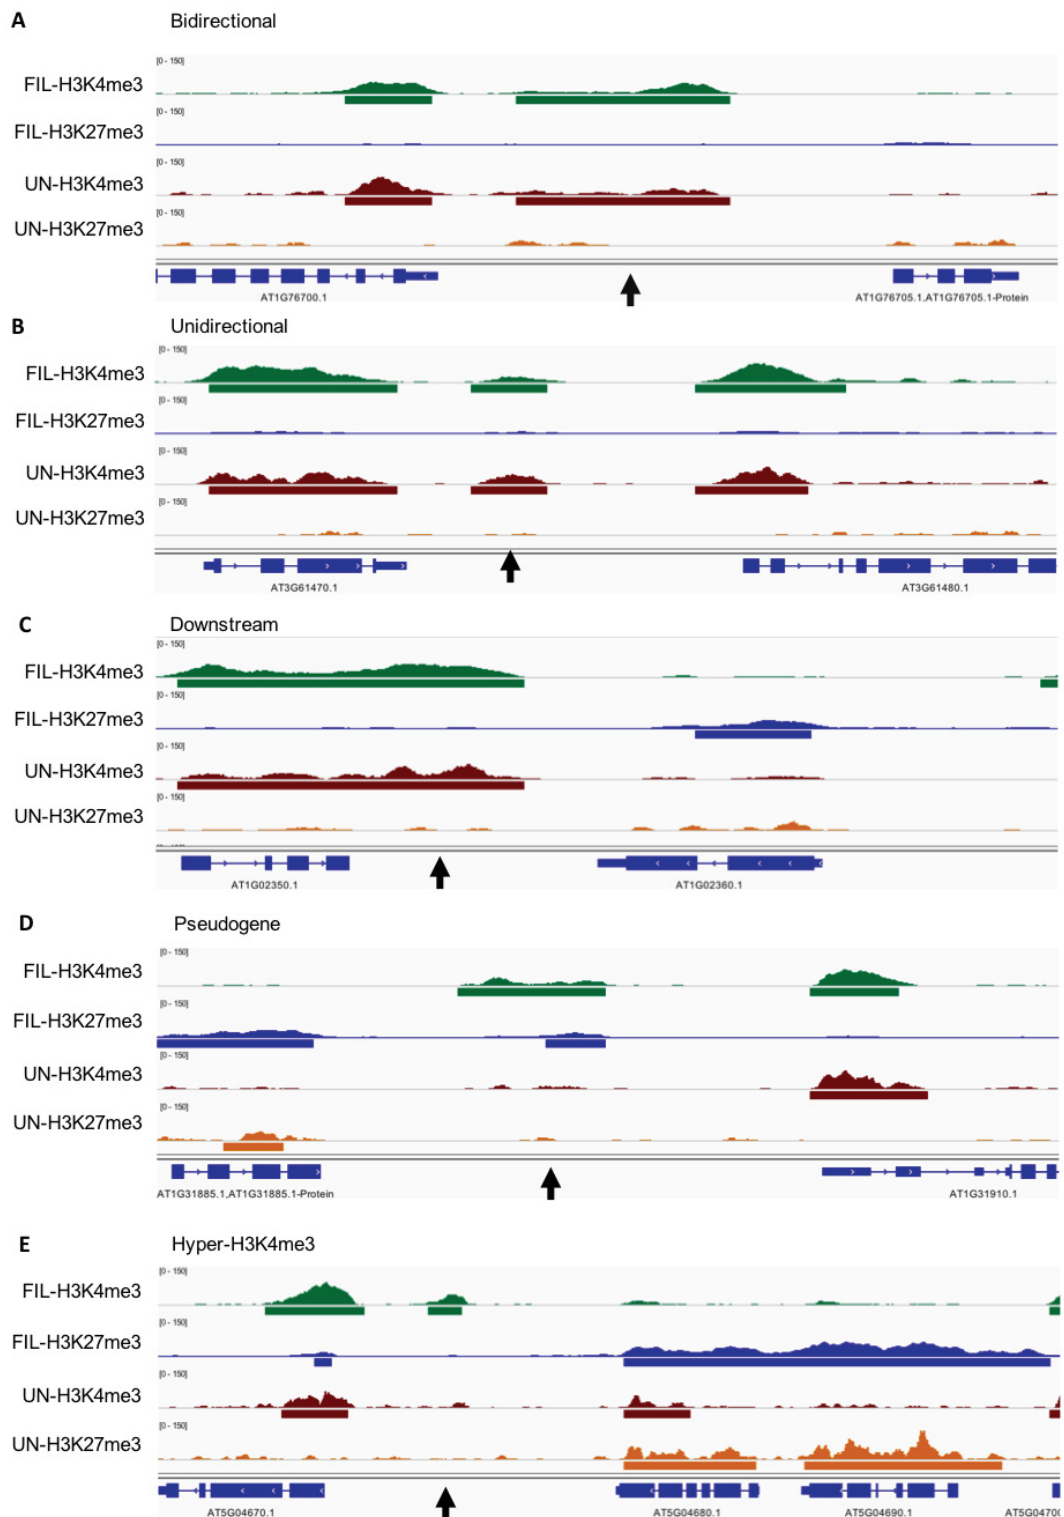 A Bidirectional
[0 - 150]
FIL-H3K4me3
[0 - 150]
FIL-H3K27me3
[0 - 150]
UN-H3K4me3
[0 - 150]
UN-H3K27me3
AT1G76700.1 AT1G76705.1,AT1G76705.1-Protein
B Unidirectional
[0 - 150]
FIL-H3K4me3
[0 - 150]
FIL-H3K27me3
[0 - 150]
UN-H3K4me3
[0 - 150]
UN-H3K27me3
AT3G61470.1 AT3G61480.1
C Downstream
[0 - 150]
FIL-H3K4me3
[0 - 150]
FIL-H3K27me3
[0 - 150]
UN-H3K4me3
[0 - 150]
UN-H3K27me3
AT1G02350.1 AT1G02360.1
D Pseudogene
[0 - 150]
FIL-H3K4me3
[0 - 150]
FIL-H3K27me3
[0 - 150]
UN-H3K4me3
[0 - 150]
UN-H3K27me3
AT1G31885.1,AT1G31885.1-Protein AT1G31910.1
E Hyper-H3K4me3
[0 - 150]
FIL-H3K4me3
[0 - 150]
FIL-H3K27me3
[0 - 150]
UN-H3K4me3
[0 - 150]
UN-H3K27me3
AT5G04670.1 AT5G04680.1 AT5G04690.1